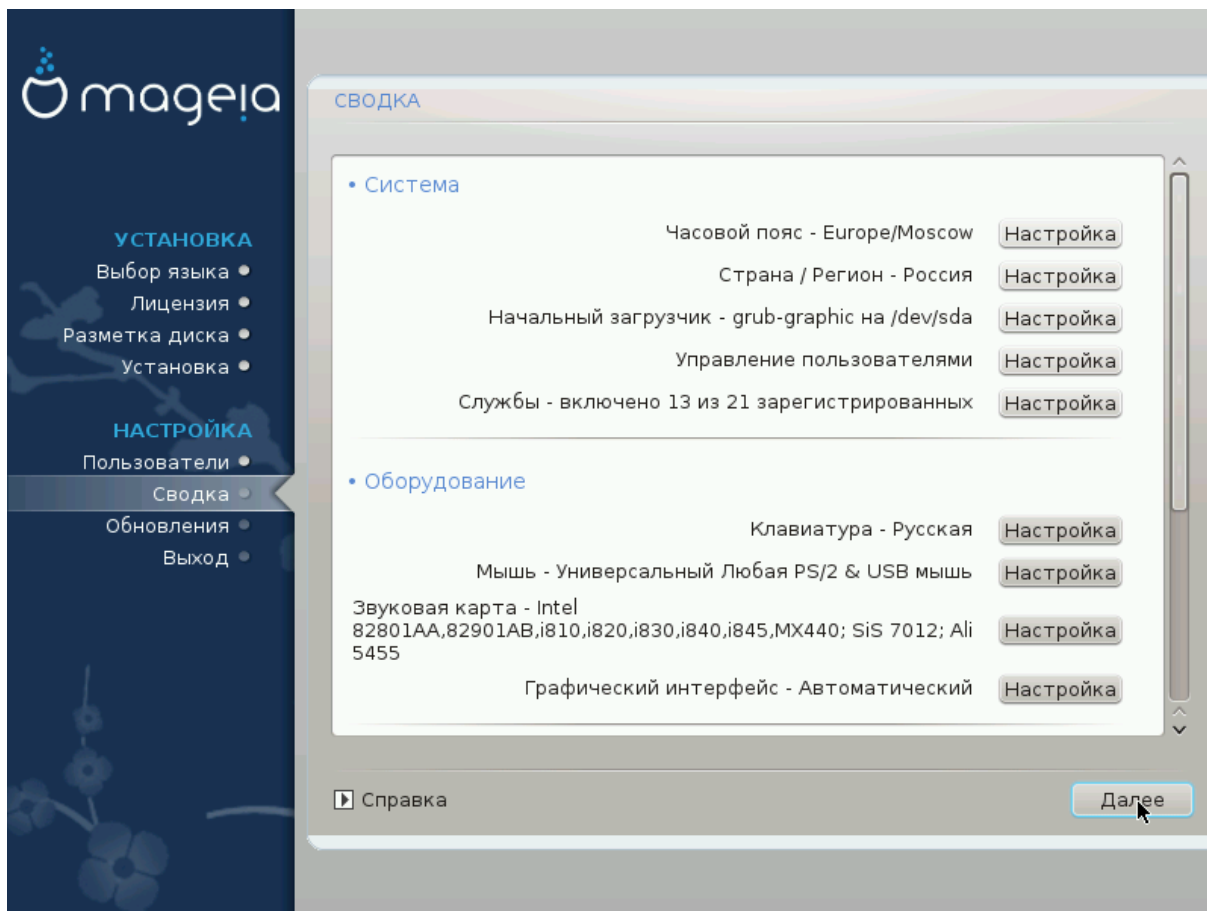 mageia
УСТАНОВКА
Выбор языка
Лицензия
Разметка диска
Установка
НАСТРОЙКА
Пользователи
Сводка
Обновления
Выход
СВОДКА
• Система
Часовой пояс - Europe/Moscow Настройка
Страна / Регион - Россия Настройка
Начальный загрузчик - grub-graphic на /dev/sda Настройка
Управление пользователями Настройка
Службы - включено 13 из 21 зарегистрированных Настройка
• Оборудование
Клавиатура - Русская Настройка
Мышь - Универсальный Любая PS/2 & USB мышь Настройка
Звуковая карта - Intel
82801AA,82901AB,i810,i820,i830,i840,i845,MX440; SiS 7012; Ali Настройка
5455
Графический интерфейс - Автоматический Настройка
Справка
Далее